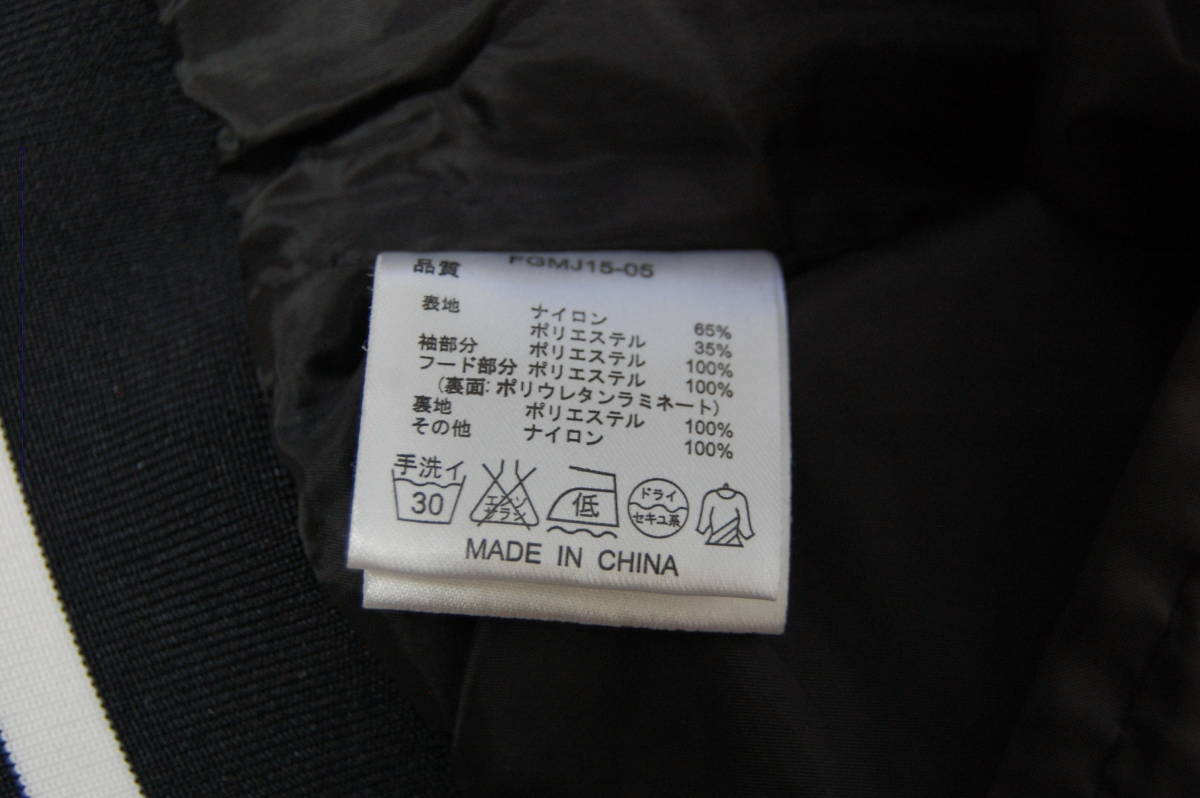 品質 FGMJ15-05
表地 ナイロン 65%
ポリエステル 35%
袖部分 ポリエステル 100%
フード部分 ポリエステル 100%
(裏面:ポリウレタンラミネート)
裏地 ポリエステル 100%
その他 ナイロン 100%
手洗イ
30
エンソ
サラシ
低
ドライ
セキユ系
MADE IN CHINA